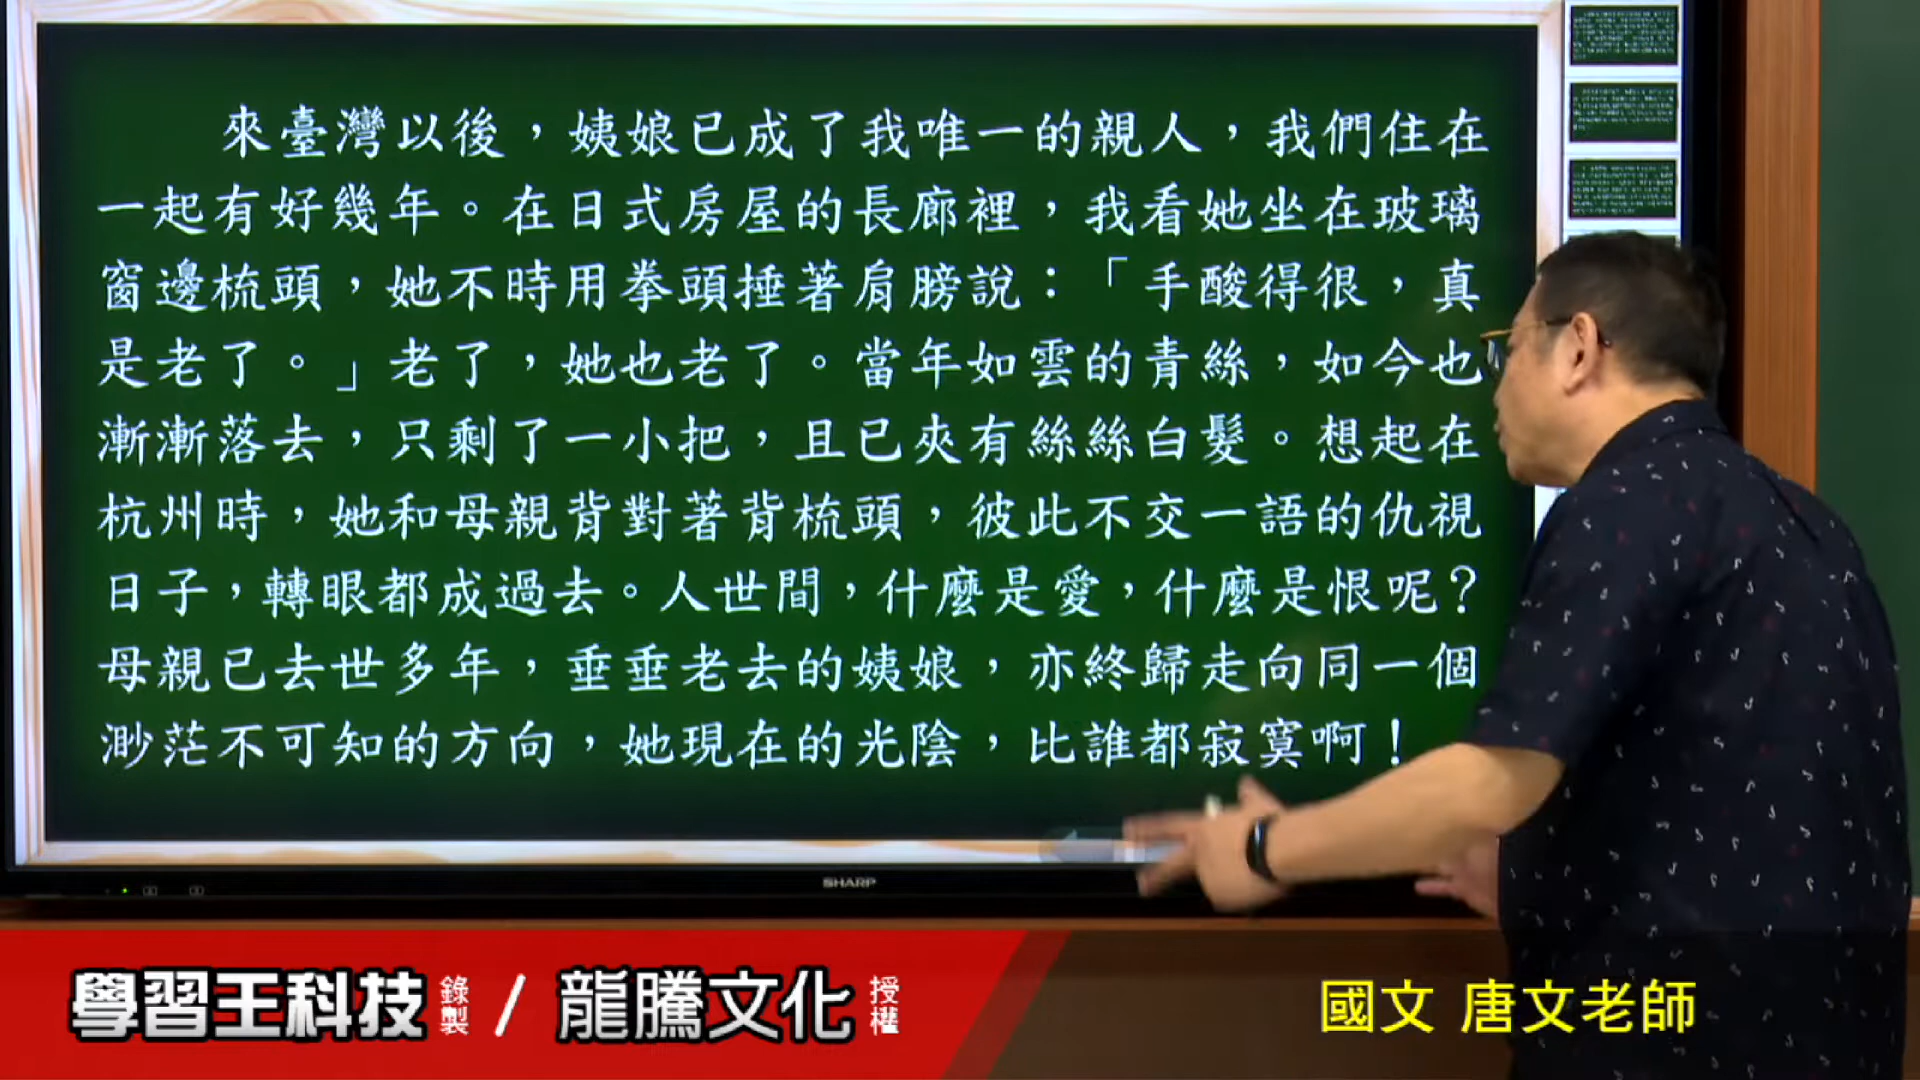 來臺灣以後，姨娘已成了我唯一的親人，我們住在
一起有好幾年。在日式房屋的長廊裡，我看她坐在玻璃
窗邊梳頭，她不時用拳頭捶著肩膀說：「手酸得很，真
是老了。」老了，她也老了。當年如雲的青絲，如今也
漸漸落去，只剩了一小把，且已夾有絲絲白髮。想起在
杭州時，她和母親背對著背梳頭，彼此不交一語的仇視
日子，轉眼都成過去。人世間，什麼是愛，什麼是恨呢？
母親已去世多年，垂垂老去的姨娘，亦終歸走向同一個
渺茫不可知的方向，她現在的光陰，比誰都寂寞啊！
SHARP
學習王科技 錄製 / 龍騰文化 授權
國文 唐文老師